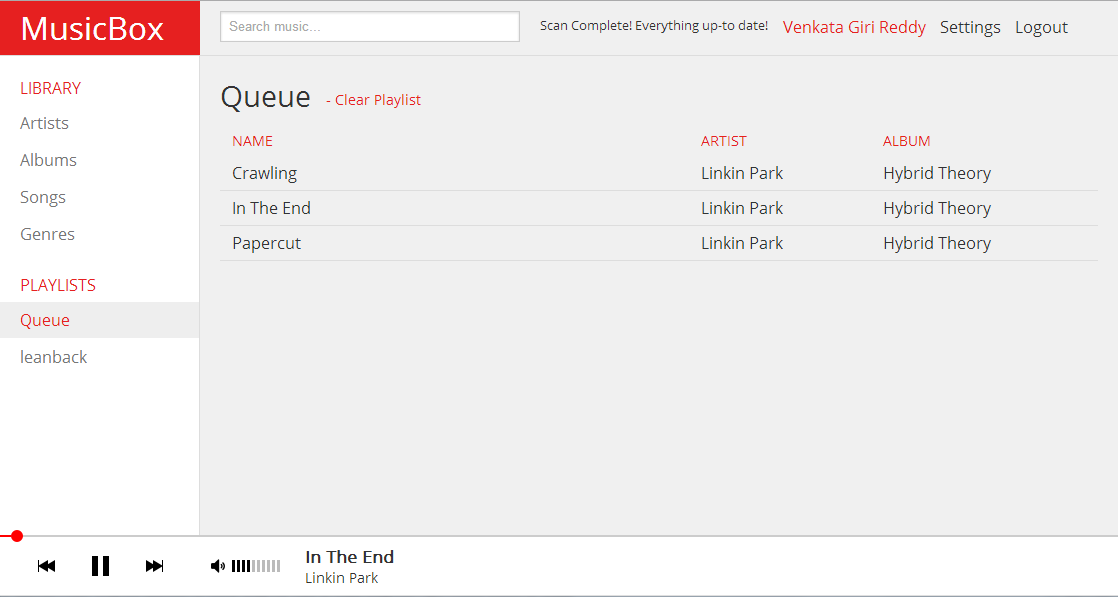 MusicBox
Search music...
Scan Complete! Everything up-to date!
Venkata Giri Reddy Settings Logout
LIBRARY
Artists
Albums
Songs
Genres
PLAYLISTS
Queue
leanback
Queue - Clear Playlist
NAME ARTIST ALBUM
Crawling Linkin Park Hybrid Theory
In The End Linkin Park Hybrid Theory
Papercut Linkin Park Hybrid Theory
In The End
Linkin Park